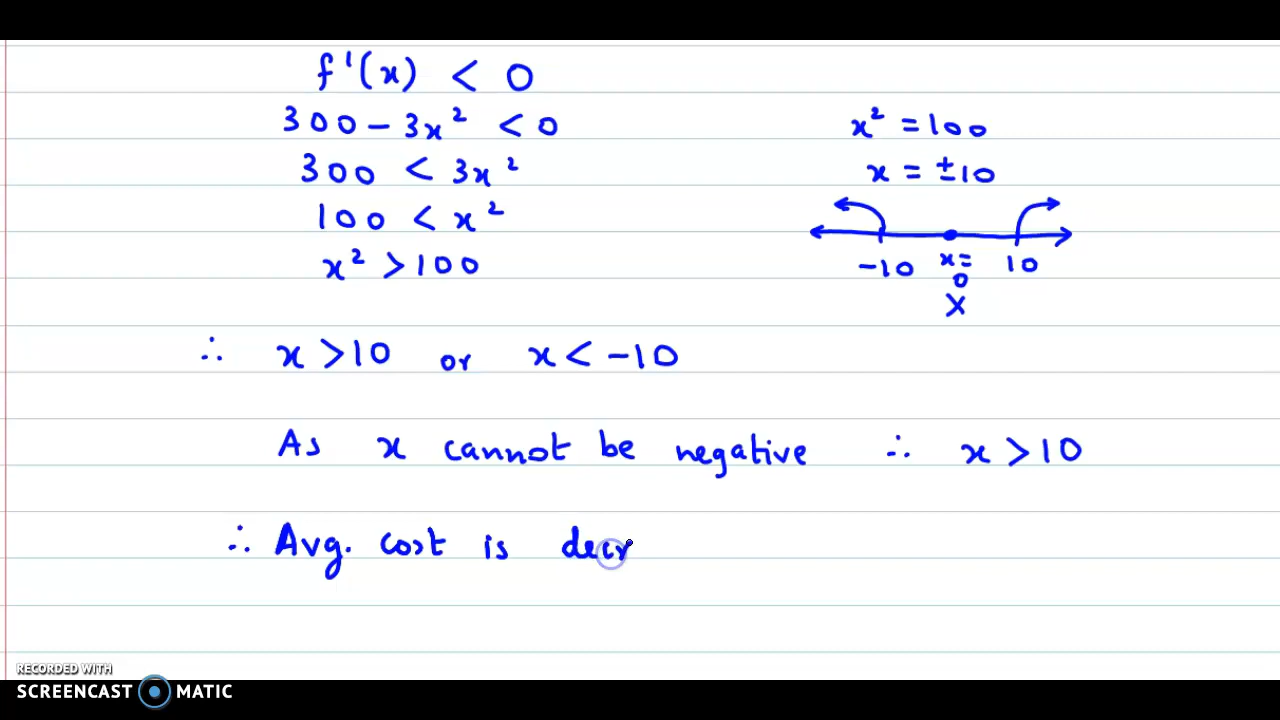 f'(x) < 0
300 - 3x² < 0
300 < 3x²
100 < x²
x² > 100
x² = 100
x = ±10
-10 x = 0 10
X
∴ x > 10 or x < -10
As x cannot be negative ∴ x > 10
∴ Avg. cost is decr
RECORDED WITH
SCREENCAST MATIC